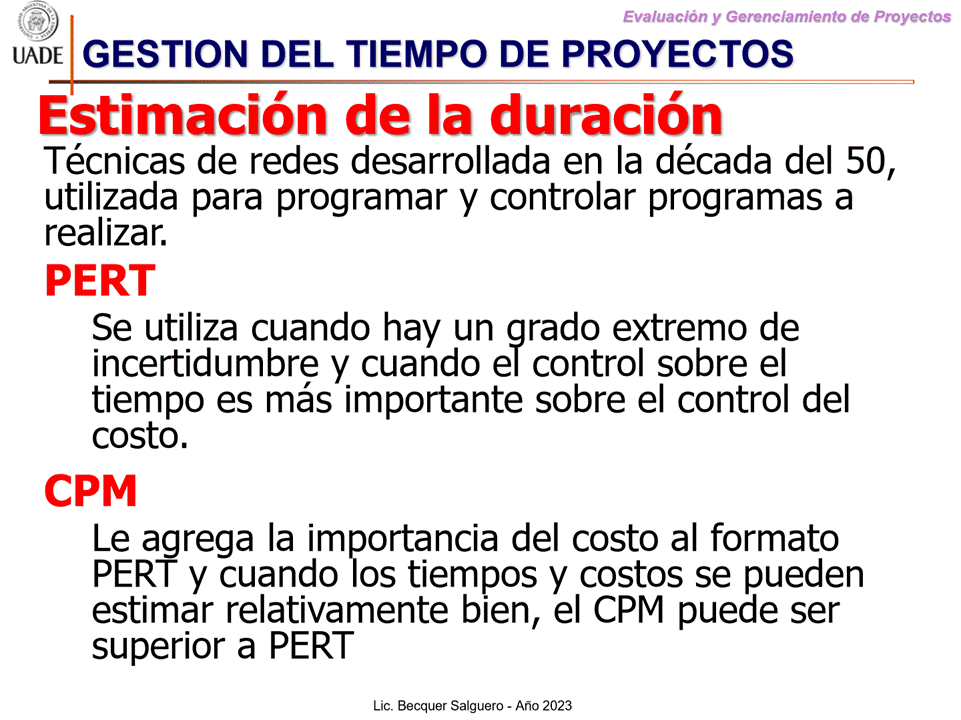 Evaluación y Gerenciamiento de Proyectos
UADE
GESTION DEL TIEMPO DE PROYECTOS
Estimación de la duración
Técnicas de redes desarrollada en la década del 50,
utilizada para programar y controlar programas a
realizar.
PERT
Se utiliza cuando hay un grado extremo de
incertidumbre y cuando el control sobre el
tiempo es más importante sobre el control del
costo.
CPM
Le agrega la importancia del costo al formato
PERT y cuando los tiempos y costos se pueden
estimar relativamente bien, el CPM puede ser
superior a PERT
Lic. Becquer Salguero - Año 2023